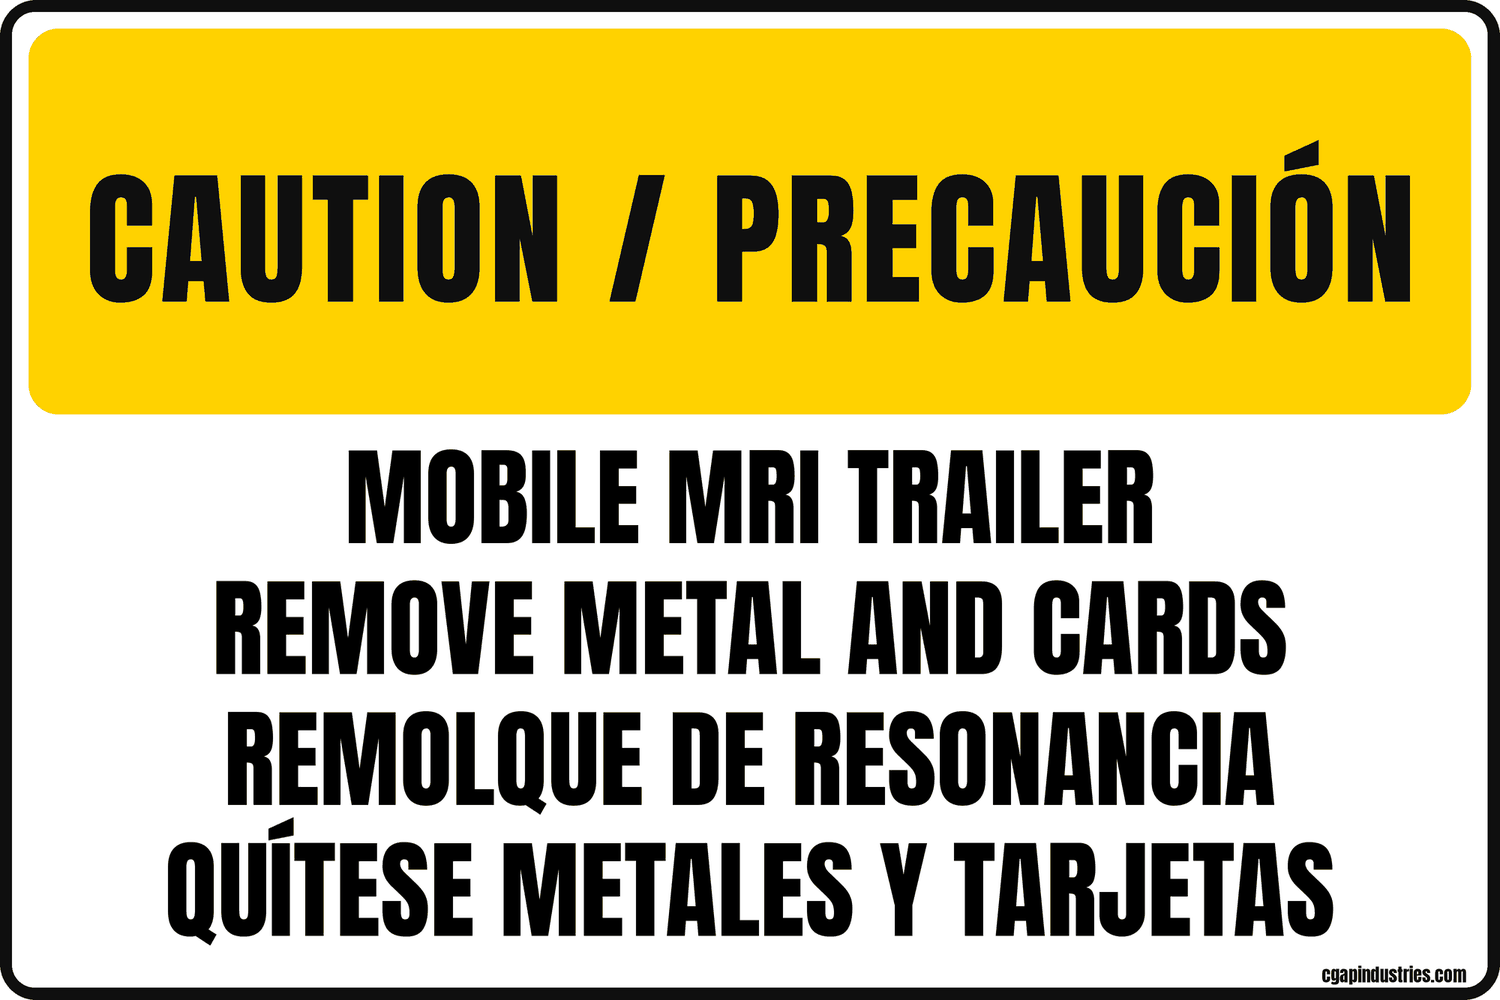 CAUTION / PRECAUCIÓN
MOBILE MRI TRAILER
REMOVE METAL AND CARDS
REMOLQUE DE RESONANCIA
QUÍTESE METALES Y TARJETAS
cgapindustries.com